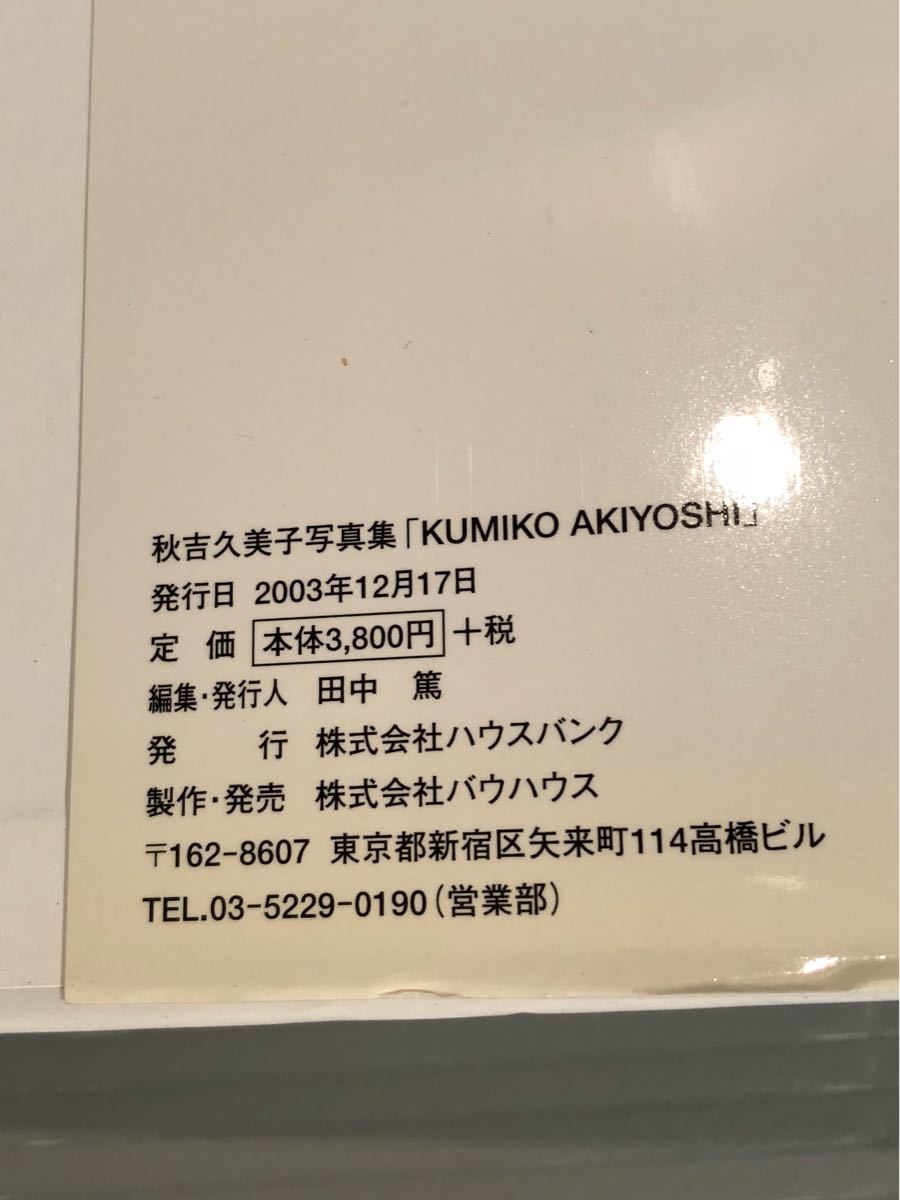 秋吉久美子写真集「KUMIKO AKIYOSHI」
発行日 2003年12月17日
定 価 本体3,800円 +税
編集・発行人 田中 篤
発 行 株式会社ハウスバンク
製作・発売 株式会社バウハウス
〒162-8607 東京都新宿区矢来町114高橋ビル
TEL.03-5229-0190(営業部)